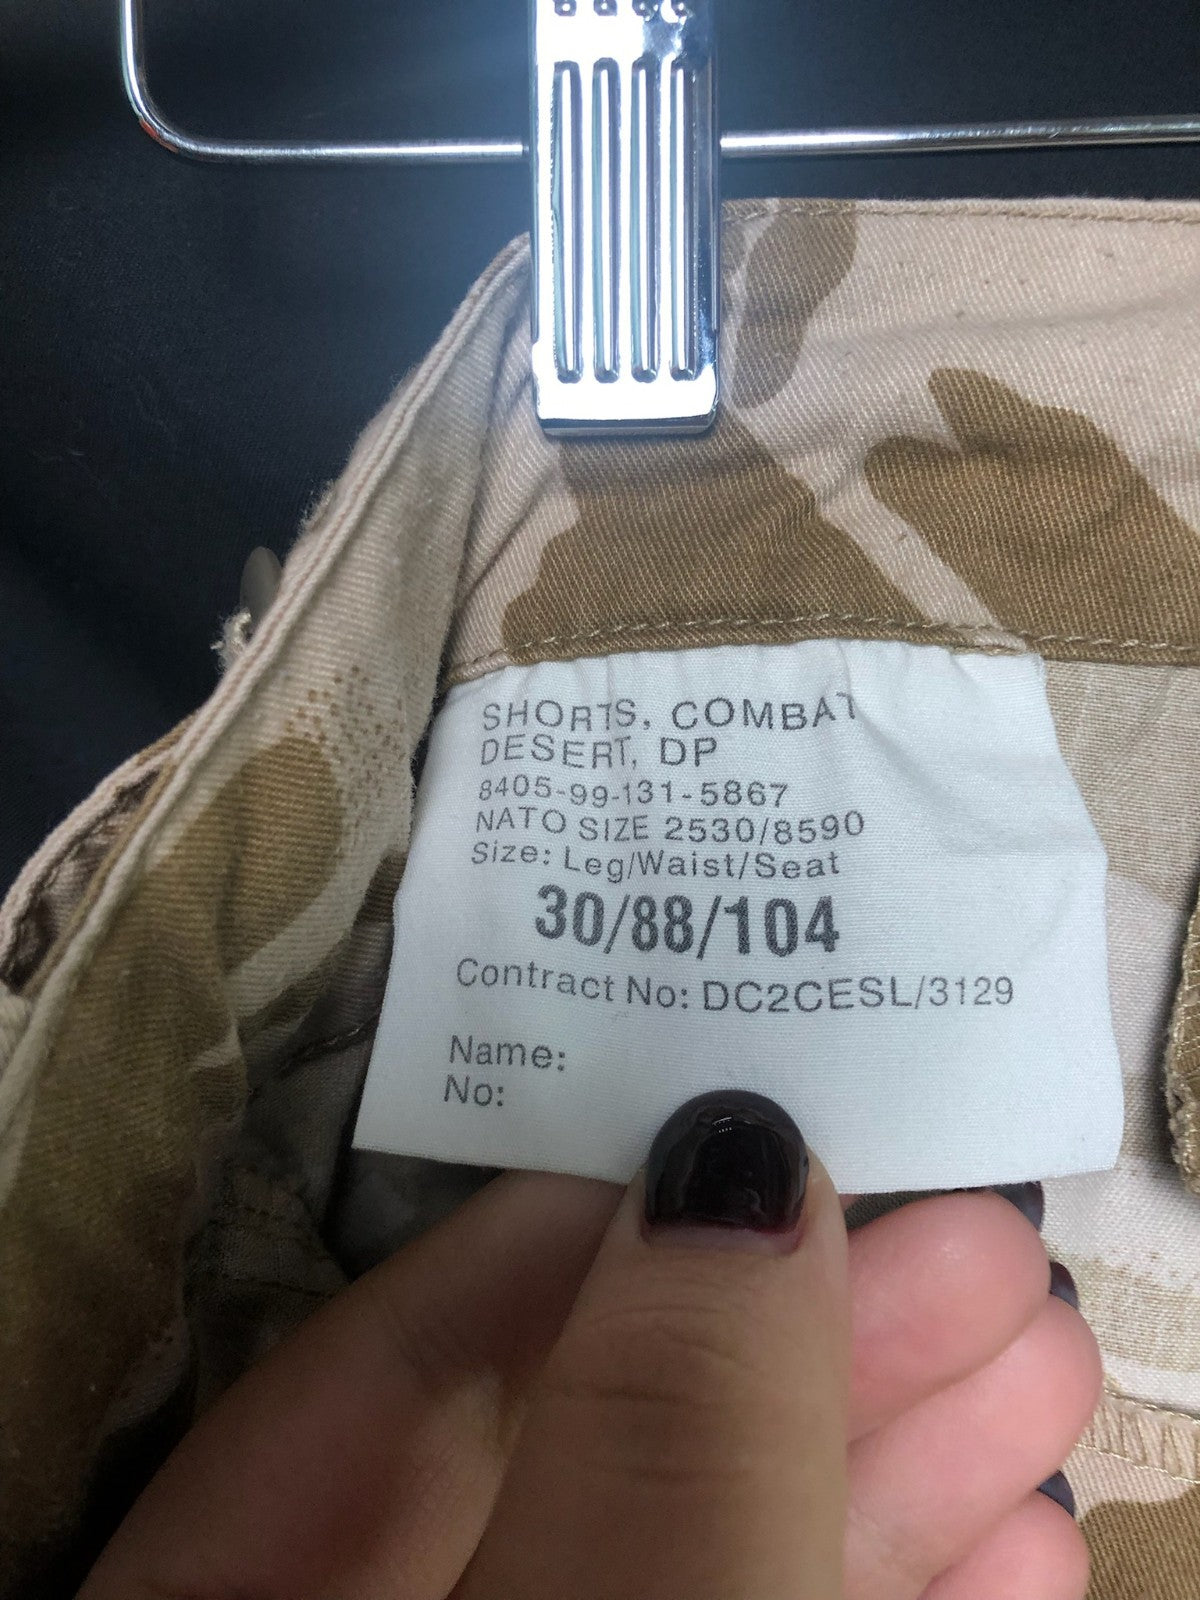 SHORTS, COMBAT
DESERT, DP
8405-99-131-5867
NATO SIZE 2530/8590
Size: Leg/Waist/Seat
30/88/104
Contract No: DC2CESL/3129
Name:
No: